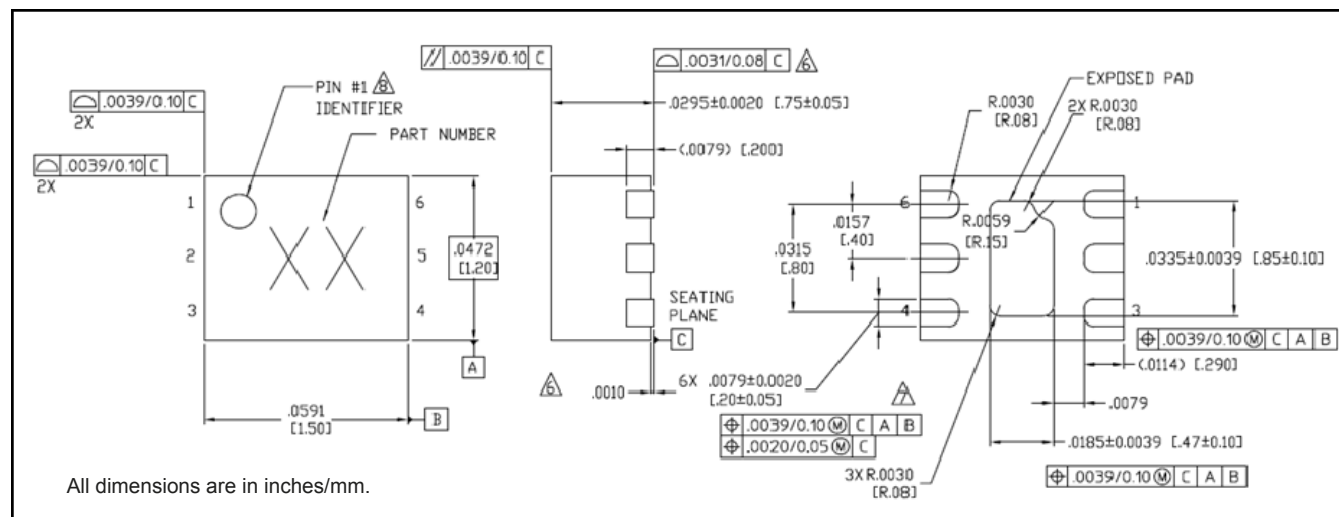 ⌓ .0039/0.10 C
2X
⌓ .0039/0.10 C
2X
PIN #1 8
IDENTIFIER
PART NUMBER
1
2
3
6
5
4
XX
.0472
[1.20]
A
.0591
[1.50]
B
// .0039/0.10 C
⌓ .0031/0.08 C 6
.0295±0.0020 [.75±0.05]
(.0079) [.200]
SEATING
PLANE
C
6
.0010
EXPOSED PAD
R.0030
[R.08]
2X R.0030
[R.08]
6
4
1
3
.0157
[.40]
.0315
[.80]
R.0059
[R.15]
.0335±0.0039 [.85±0.10]
6X .0079±0.0020
[.20±0.05]
7
⌖ .0039/0.10 Ⓜ C A B
⌖ .0020/0.05 Ⓜ C
⌖ .0039/0.10 Ⓜ C A B
(.0114) [.290]
.0079
.0185±0.0039 [.47±0.10]
⌖ .0039/0.10 Ⓜ C A B
3X R.0030
[R.08]
All dimensions are in inches/mm.